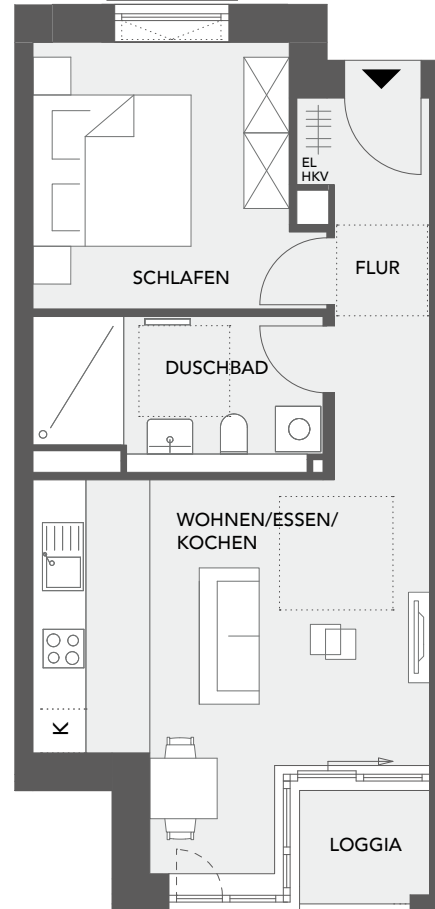 EL
HKV
SCHLAFEN
FLUR
DUSCHBAD
WOHNEN/ESSEN/
KOCHEN
K
LOGGIA